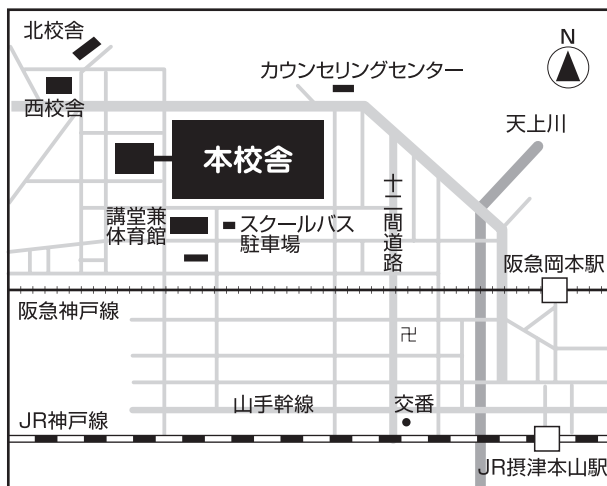 北校舎
N
カウンセリングセンター
西校舎
天上川
本校舎
十二間道路
講堂兼
体育館
スクールバス
駐車場
阪急岡本駅
阪急神戸線
卍
山手幹線
交番
JR神戸線
JR摂津本山駅